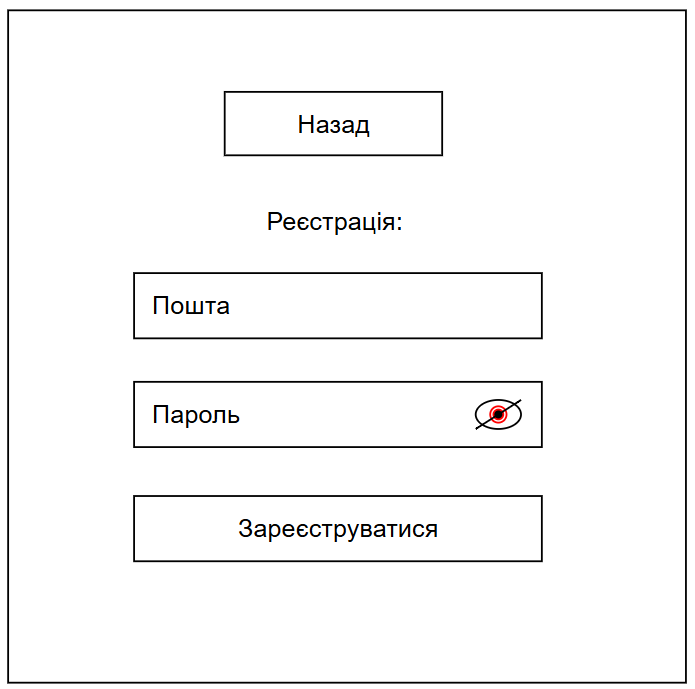 Назад
Реєстрація:
Пошта
Пароль
Зареєструватися